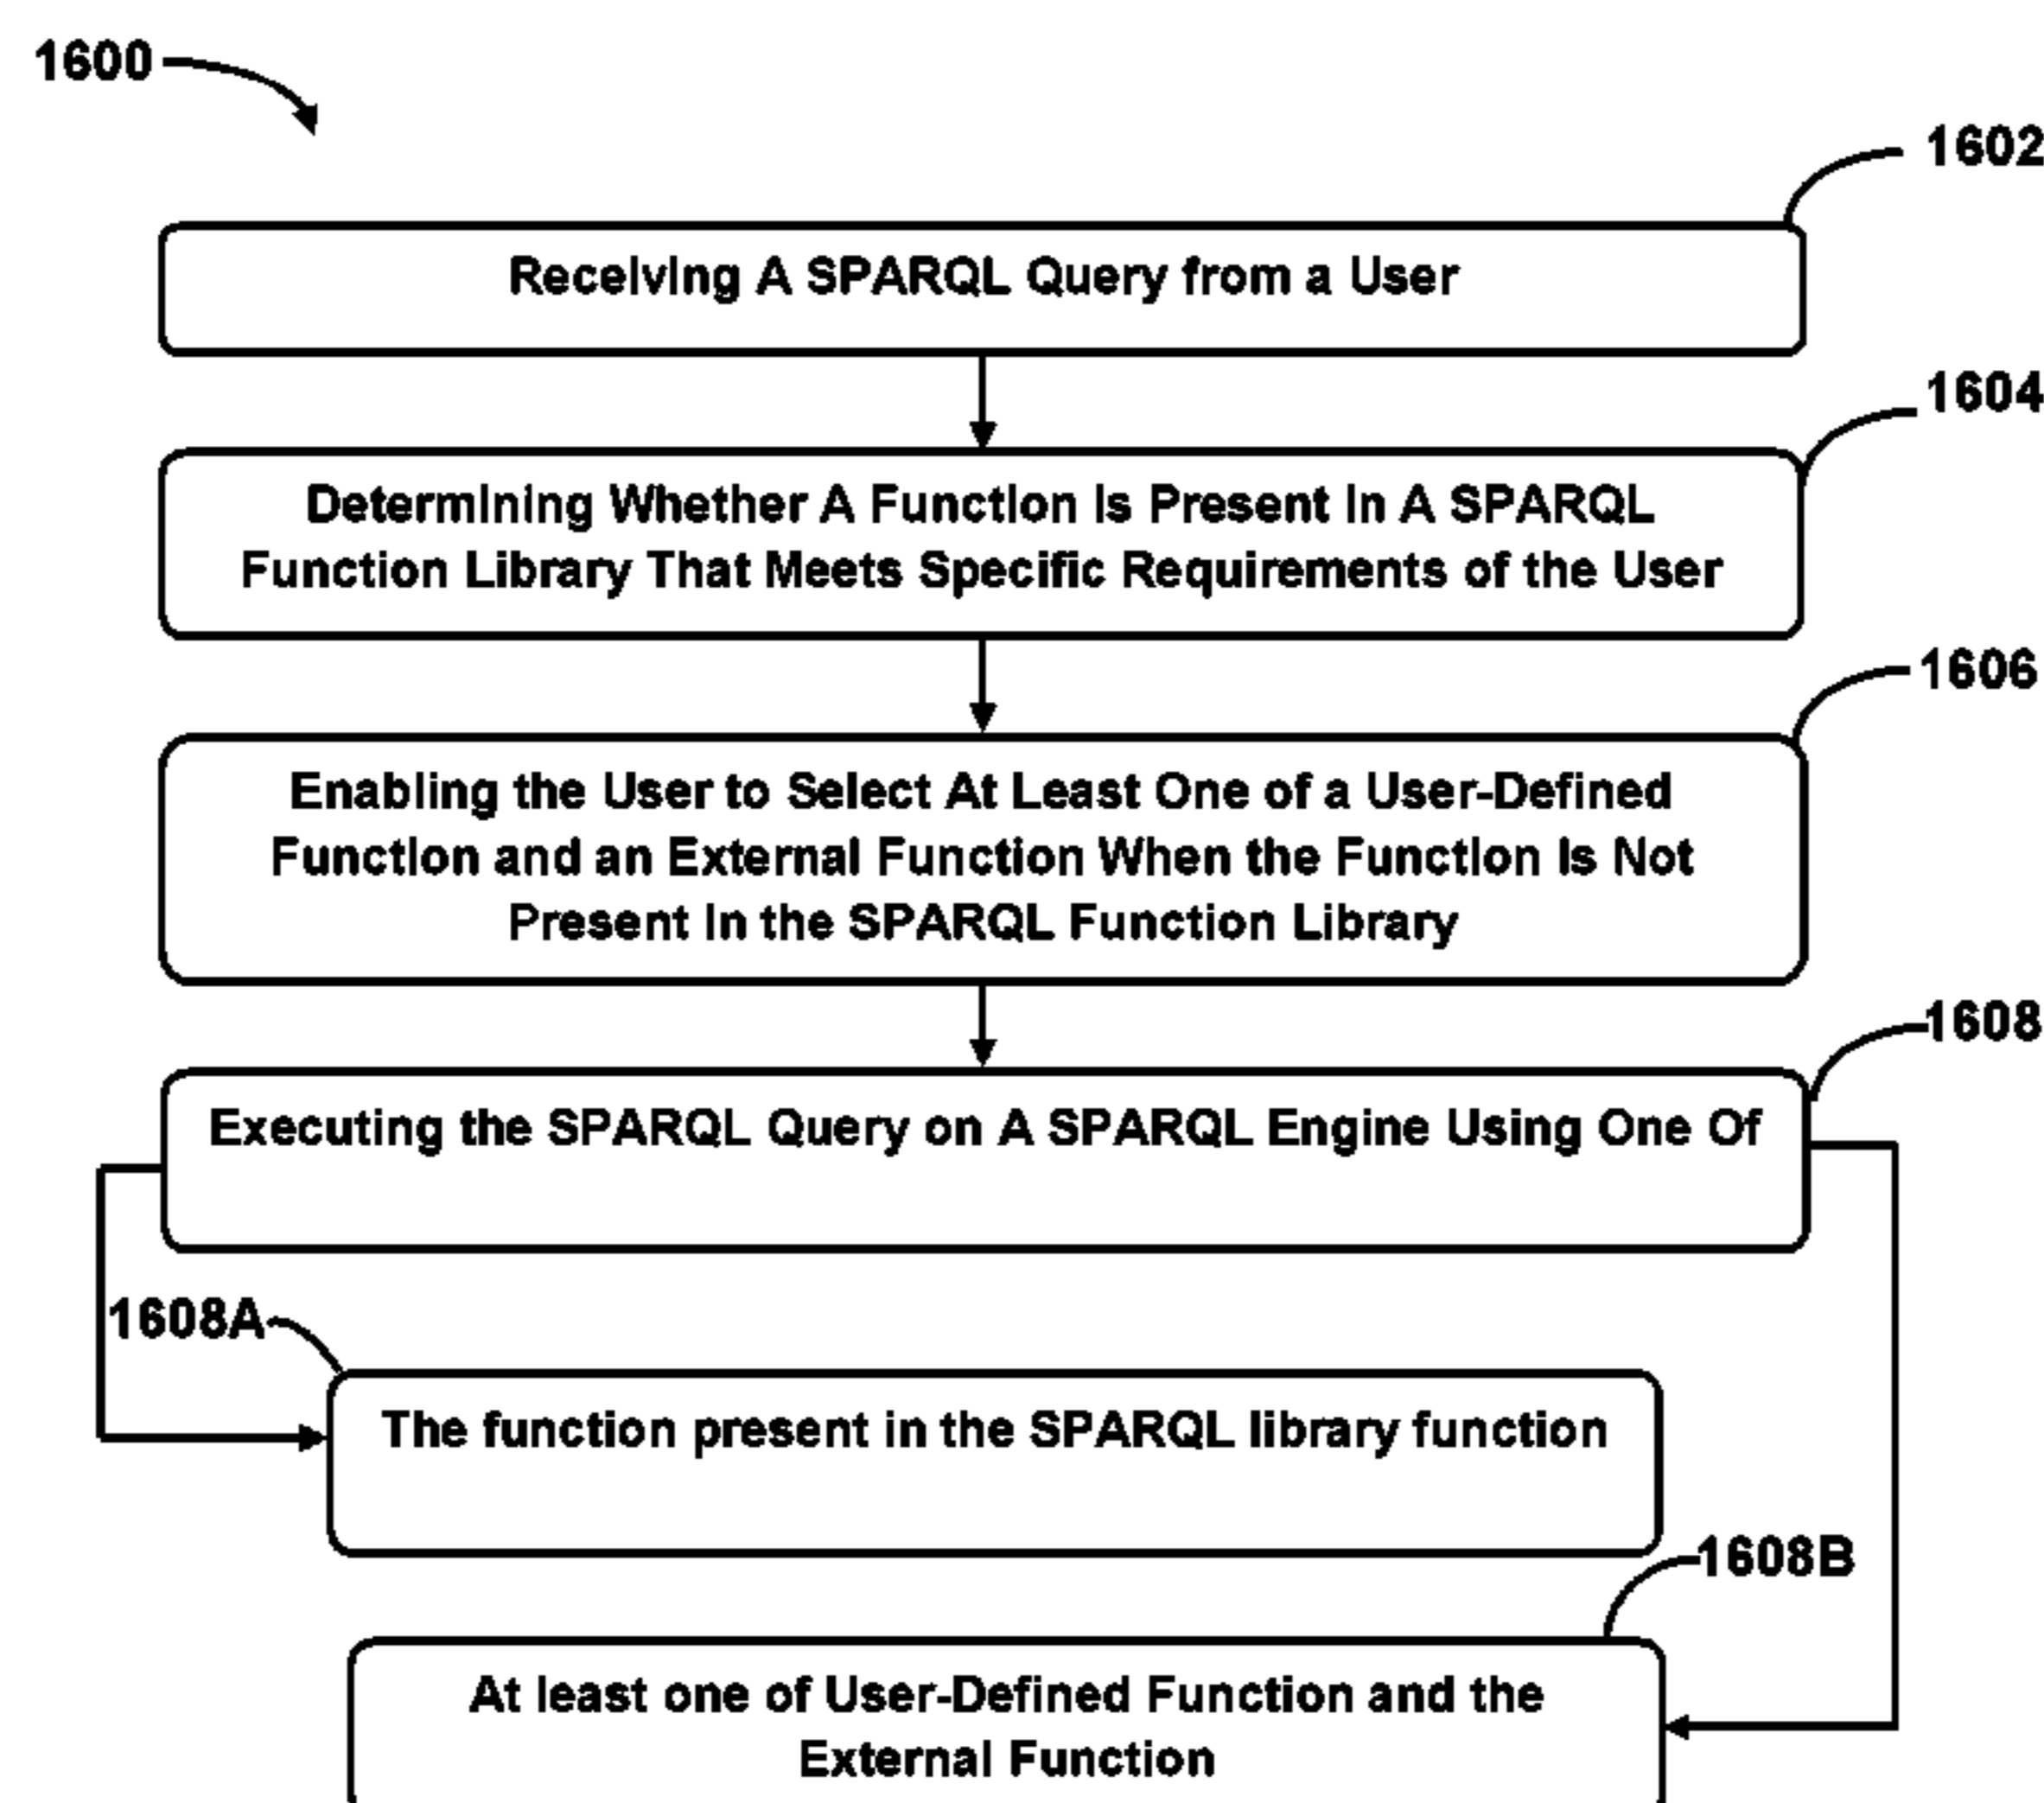 1600
1602
Receiving A SPARQL Query from a User
1604
Determining Whether A Function Is Present In A SPARQL
Function Library That Meets Specific Requirements of the User
1606
Enabling the User to Select At Least One of a User-Defined
Function and an External Function When the Function Is Not
Present In the SPARQL Function Library
1608
Executing the SPARQL Query on A SPARQL Engine Using One Of
1608A
The function present in the SPARQL library function
1608B
At least one of User-Defined Function and the
External Function